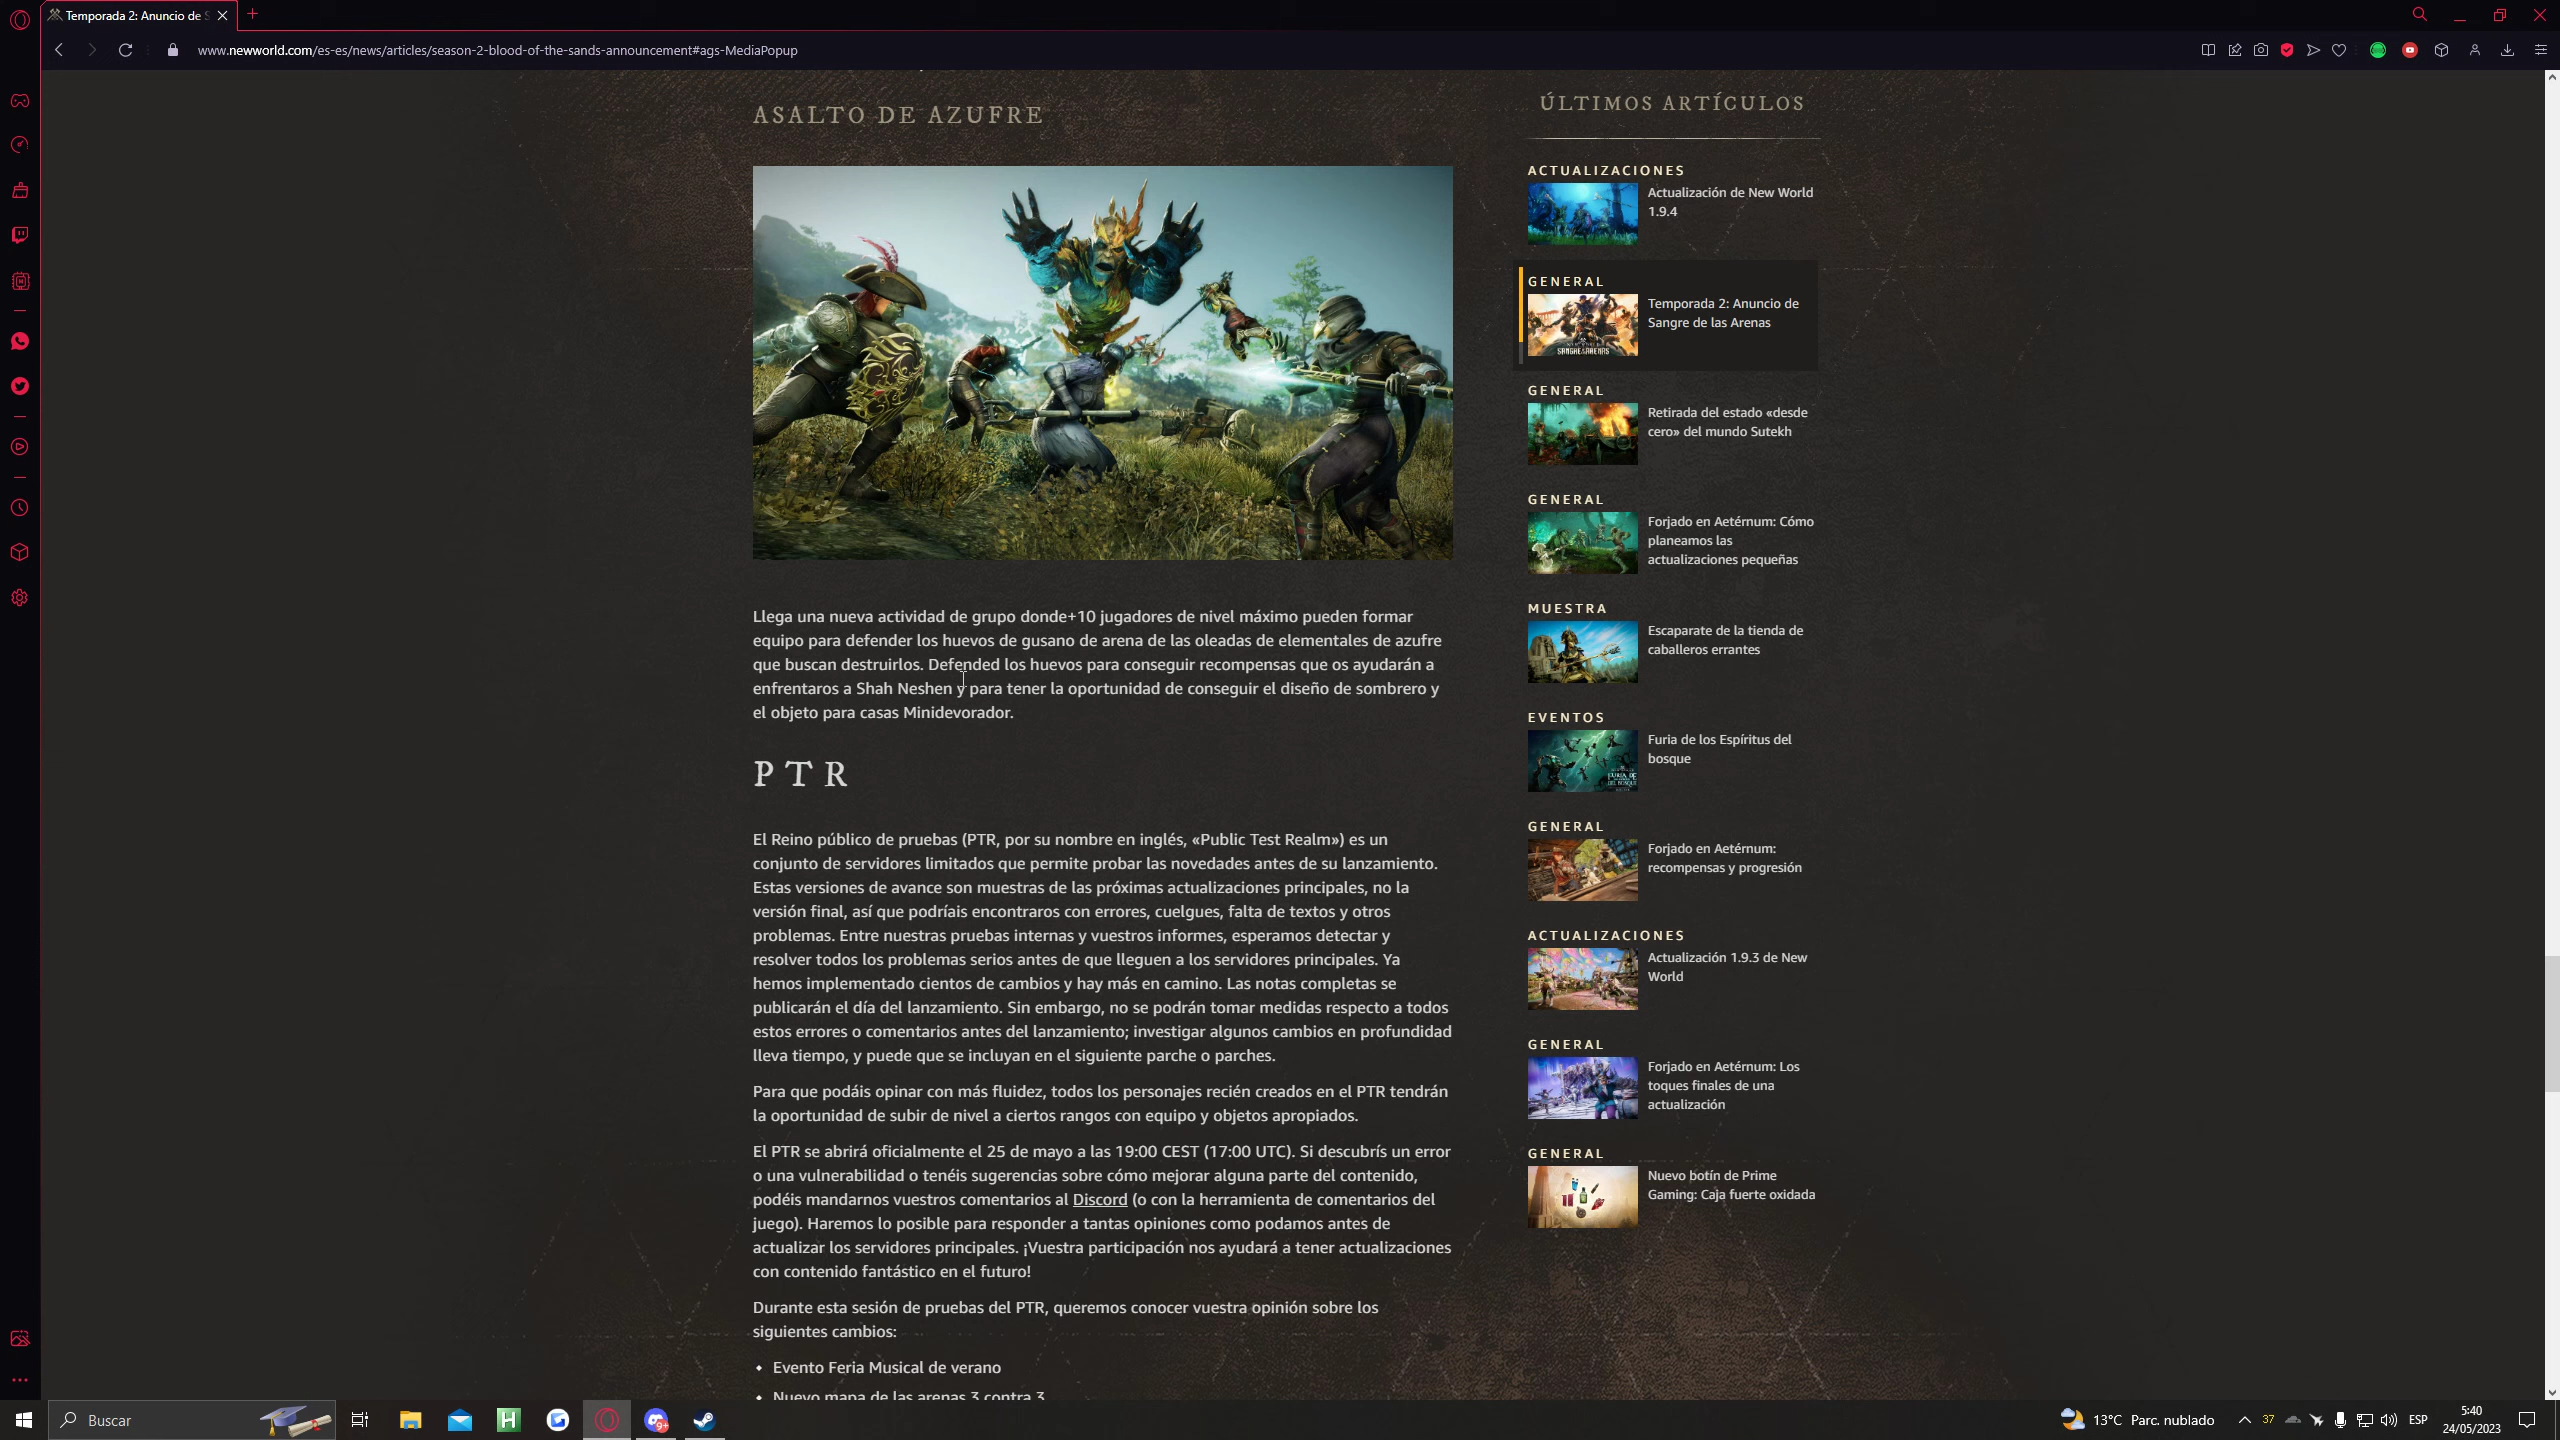 Temporada 2: Anuncio de S
www.newworld.com/es-es/news/articles/season-2-blood-of-the-sands-announcement#ags-MediaPopup
ASALTO DE AZUFRE
Llega una nueva actividad de grupo donde+10 jugadores de nivel máximo pueden formar
equipo para defender los huevos de gusano de arena de las oleadas de elementales de azufre
que buscan destruirlos. Defended los huevos para conseguir recompensas que os ayudarán a
enfrentaros a Shah Neshen y para tener la oportunidad de conseguir el diseño de sombrero y
el objeto para casas Minidevorador.
PTR
El Reino público de pruebas (PTR, por su nombre en inglés, «Public Test Realm») es un
conjunto de servidores limitados que permite probar las novedades antes de su lanzamiento.
Estas versiones de avance son muestras de las próximas actualizaciones principales, no la
versión final, así que podríais encontraros con errores, cuelgues, falta de textos y otros
problemas. Entre nuestras pruebas internas y vuestros informes, esperamos detectar y
resolver todos los problemas serios antes de que lleguen a los servidores principales. Ya
hemos implementado cientos de cambios y hay más en camino. Las notas completas se
publicarán el día del lanzamiento. Sin embargo, no se podrán tomar medidas respecto a todos
estos errores o comentarios antes del lanzamiento; investigar algunos cambios en profundidad
lleva tiempo, y puede que se incluyan en el siguiente parche o parches.
Para que podáis opinar con más fluidez, todos los personajes recién creados en el PTR tendrán
la oportunidad de subir de nivel a ciertos rangos con equipo y objetos apropiados.
El PTR se abrirá oficialmente el 25 de mayo a las 19:00 CEST (17:00 UTC). Si descubrís un error
o una vulnerabilidad o tenéis sugerencias sobre cómo mejorar alguna parte del contenido,
podéis mandarnos vuestros comentarios al Discord (o con la herramienta de comentarios del
juego). Haremos lo posible para responder a tantas opiniones como podamos antes de
actualizar los servidores principales. ¡Vuestra participación nos ayudará a tener actualizaciones
con contenido fantástico en el futuro!
Durante esta sesión de pruebas del PTR, queremos conocer vuestra opinión sobre los
siguientes cambios:
• Evento Feria Musical de verano
• Nuevo mapa de las arenas 3 contra 3
ÚLTIMOS ARTÍCULOS
ACTUALIZACIONES
Actualización de New World
1.9.4
GENERAL
Temporada 2: Anuncio de
Sangre de las Arenas
SANGRE DE LAS ARENAS
GENERAL
Retirada del estado «desde
cero» del mundo Sutekh
GENERAL
Forjado en Aetérnum: Cómo
planeamos las
actualizaciones pequeñas
MUESTRA
Escaparate de la tienda de
caballeros errantes
EVENTOS
Furia de los Espíritus del
bosque
GENERAL
Forjado en Aetérnum:
recompensas y progresión
ACTUALIZACIONES
Actualización 1.9.3 de New
World
GENERAL
Forjado en Aetérnum: Los
toques finales de una
actualización
GENERAL
Nuevo botín de Prime
Gaming: Caja fuerte oxidada
Buscar
H
9+
13°C Parc. nublado
37
ESP
5:40
24/05/2023